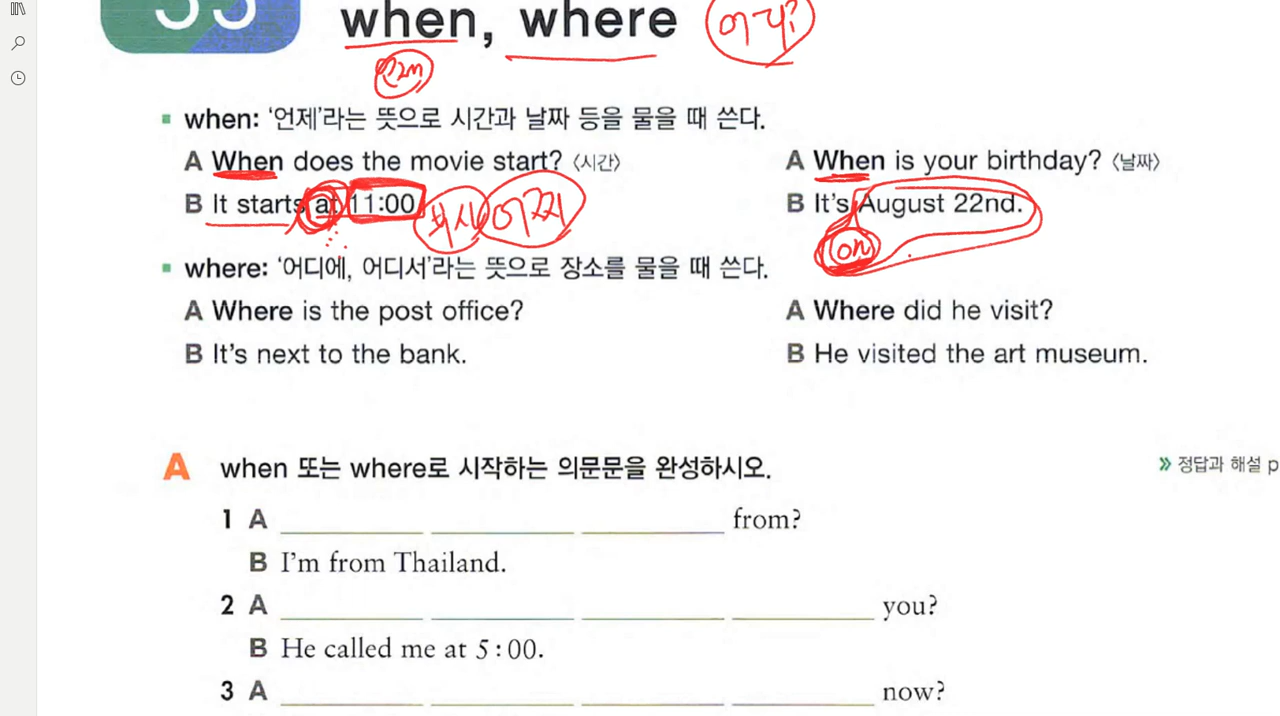 when, where
어디?
언제
when: ‘언제’라는 뜻으로 시간과 날짜 등을 물을 때 쓴다.
A When does the movie start? 〈시간〉
B It starts at 11:00
A When is your birthday? 〈날짜〉
B It’s August 22nd.
on
where: ‘어디에, 어디서’라는 뜻으로 장소를 물을 때 쓴다.
A Where is the post office?
B It’s next to the bank.
A Where did he visit?
B He visited the art museum.
A when 또는 where로 시작하는 의문문을 완성하시오.
» 정답과 해설 p
1 A from?
B I’m from Thailand.
2 A you?
B He called me at 5:00.
3 A now?